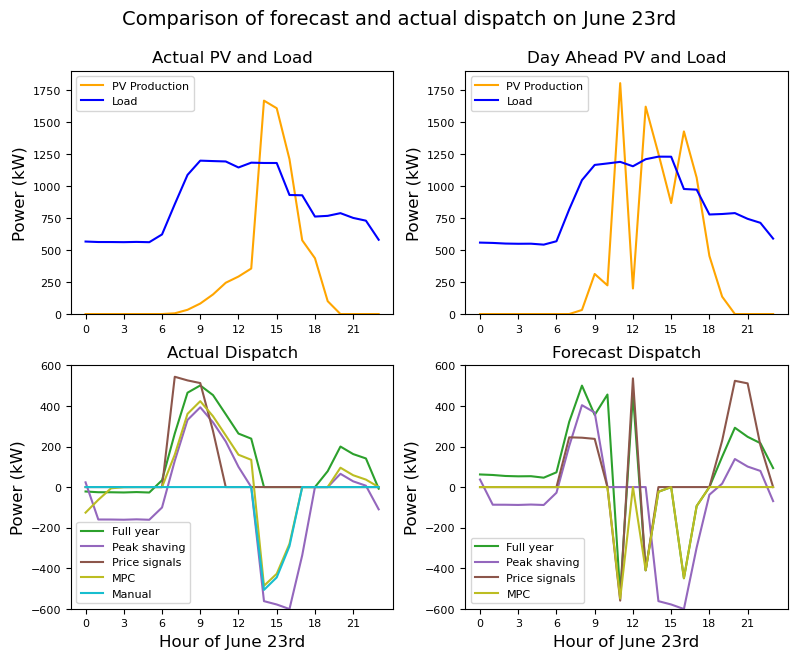 Comparison of forecast and actual dispatch on June 23rd
Actual PV and Load
Power (kW)
1750
1500
1250
1000
750
500
250
0
PV Production
Load
0 3 6 9 12 15 18 21
Day Ahead PV and Load
Power (kW)
1750
1500
1250
1000
750
500
250
0
PV Production
Load
0 3 6 9 12 15 18 21
Actual Dispatch
Power (kW)
600
400
200
0
−200
−400
−600
Full year
Peak shaving
Price signals
MPC
Manual
0 3 6 9 12 15 18 21
Hour of June 23rd
Forecast Dispatch
Power (kW)
600
400
200
0
−200
−400
−600
Full year
Peak shaving
Price signals
MPC
0 3 6 9 12 15 18 21
Hour of June 23rd